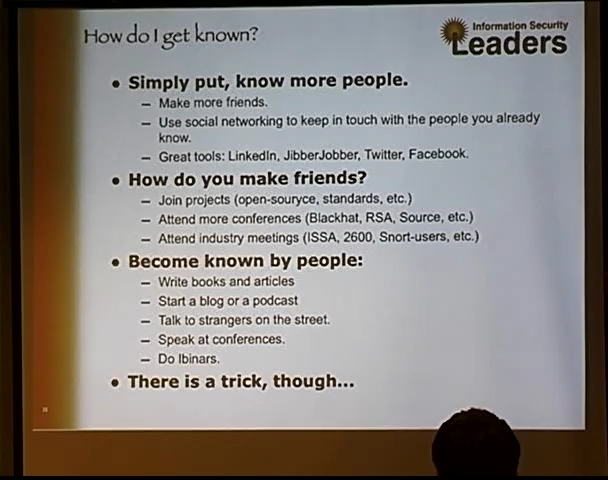 How do I get known?
Information Security
Leaders
• Simply put, know more people.
– Make more friends.
– Use social networking to keep in touch with the people you already
know.
– Great tools: LinkedIn, JibberJobber, Twitter, Facebook.
• How do you make friends?
– Join projects (open-souryce, standards, etc.)
– Attend more conferences (Blackhat, RSA, Source, etc.)
– Attend industry meetings (ISSA, 2600, Snort-users, etc.)
• Become known by people:
– Write books and articles
– Start a blog or a podcast
– Talk to strangers on the street.
– Speak at conferences.
– Do Ibinars.
• There is a trick, though...